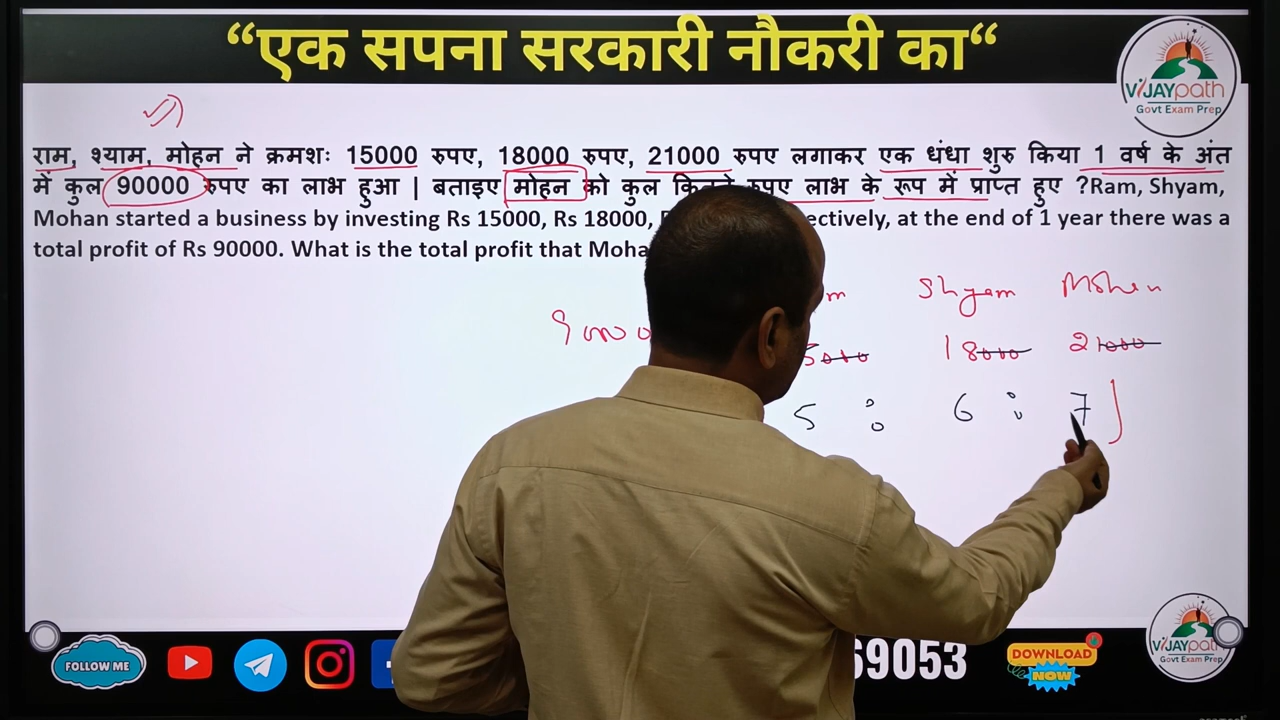 “एक सपना सरकारी नौकरी का“
VIJAYpath
Govt Exam Prep
राम, श्याम, मोहन ने क्रमशः 15000 रुपए, 18000 रुपए, 21000 रुपए लगाकर एक धंधा शुरु किया 1 वर्ष के अंत
में कुल 90000 रुपए का लाभ हुआ | बताइए मोहन को कुल रुपए लाभ के रूप में प्राप्त हुए ?Ram, Shyam,
Mohan started a business by investing Rs 15000, Rs 18000, at the end of 1 year there was a
total profit of Rs 90000. What is the total profit that
Shyam Mohan
90000
18000 21000
5 : 6 : 7
FOLLOW ME
69053
DOWNLOAD
NOW
VIJAYpath
Govt Exam Prep